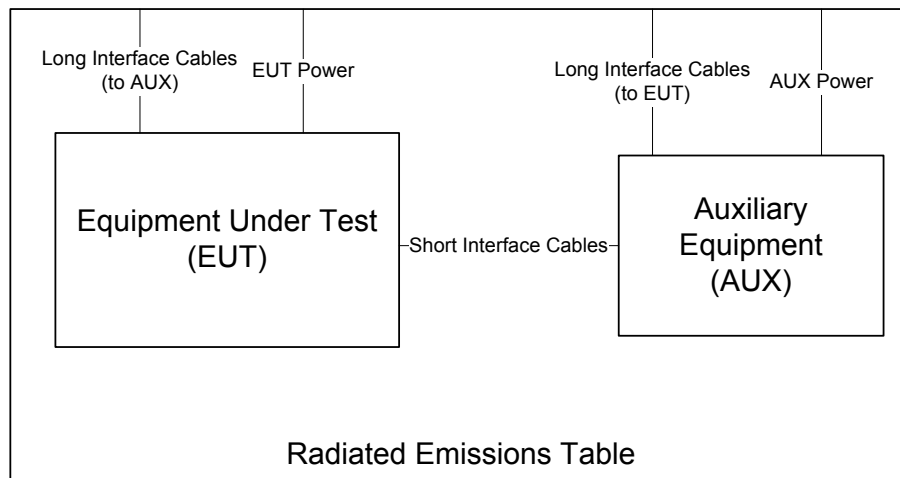 Long Interface Cables
(to AUX)
EUT Power
Long Interface Cables
(to EUT)
AUX Power
Equipment Under Test
(EUT)
Short Interface Cables
Auxiliary
Equipment
(AUX)
Radiated Emissions Table